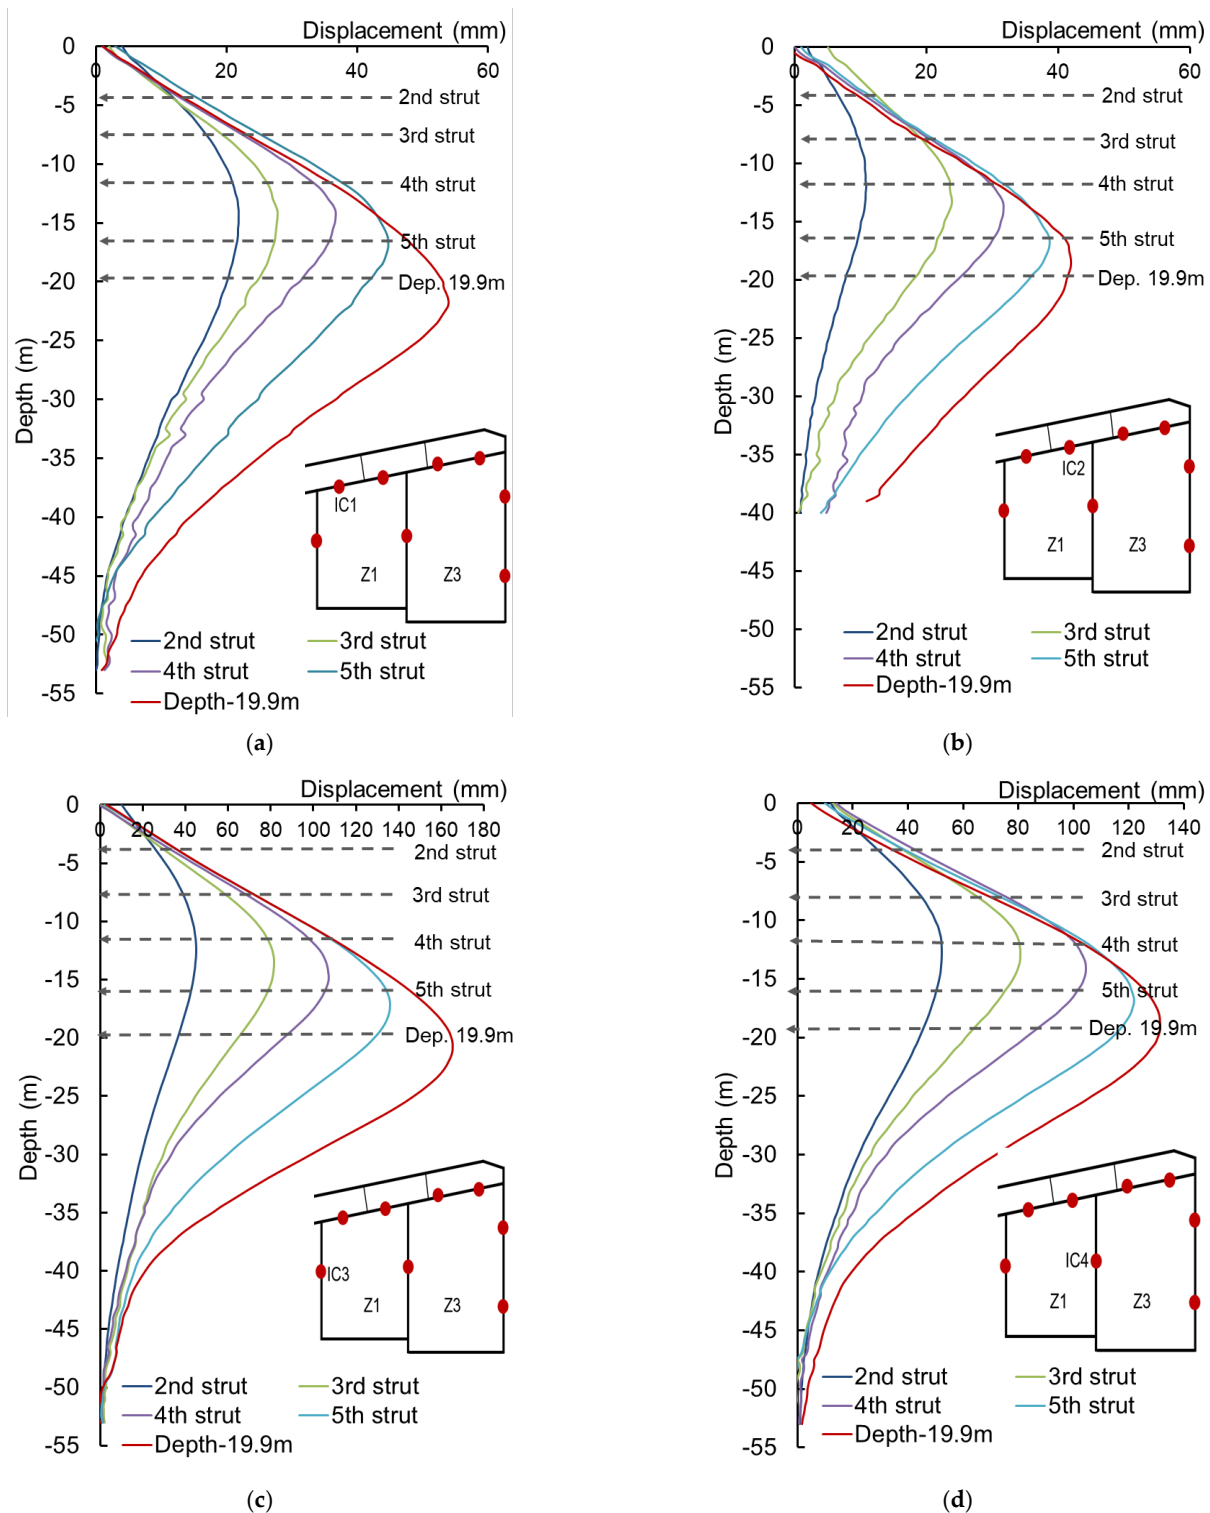 Displacement (mm)
0
0
20
40
60
-5
2nd strut
3rd strut
-10
4th strut
-15
5th strut
-20
Dep. 19.9m
-25
Depth (m)
-30
-35
IC1
-40
Z1
Z3
-45
-50
2nd strut
3rd strut
4th strut
5th strut
-55
Depth-19.9m
(a)
Displacement (mm)
0
0
20
40
60
-5
2nd strut
3rd strut
-10
4th strut
-15
5th strut
-20
Dep. 19.9m
-25
Depth (m)
-30
-35
IC2
-40
Z1
Z3
-45
-50
2nd strut
3rd strut
4th strut
5th strut
-55
Depth-19.9m
(b)
Displacement (mm)
0
0
20
40
60
80
100
120
140
160
180
-5
2nd strut
3rd strut
-10
4th strut
-15
5th strut
-20
Dep. 19.9m
-25
Depth (m)
-30
-35
-40
IC3
Z1
Z3
-45
-50
2nd strut
3rd strut
4th strut
5th strut
-55
Depth-19.9m
(c)
Displacement (mm)
0
0
20
40
60
80
100
120
140
-5
2nd strut
3rd strut
-10
4th strut
-15
5th strut
-20
Dep. 19.9m
-25
Depth (m)
-30
-35
IC4
-40
Z1
Z3
-45
-50
2nd strut
3rd strut
4th strut
5th strut
-55
Depth-19.9m
(d)